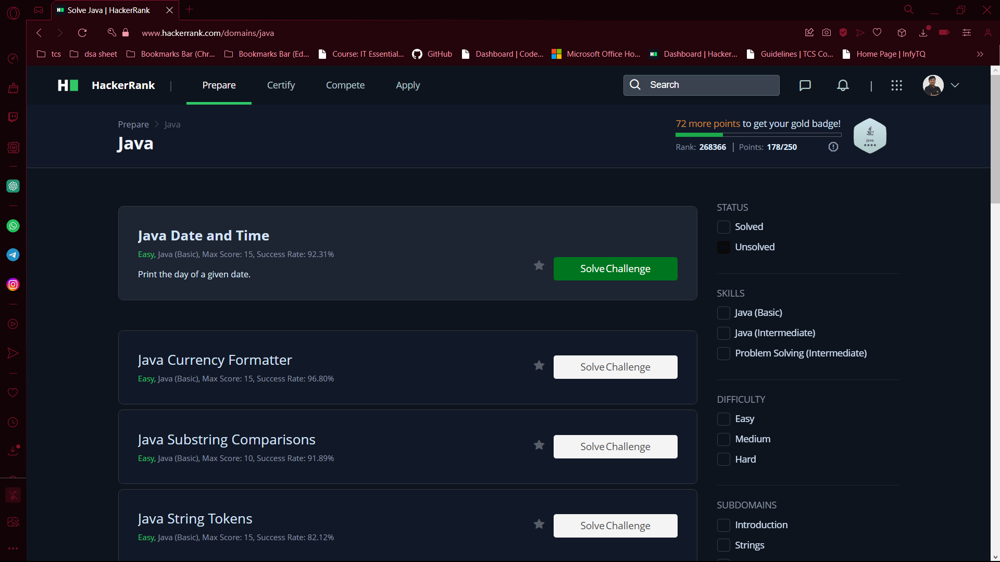 Solve Java | HackerRank
www.hackerrank.com/domains/java
tcs
dsa sheet
Bookmarks Bar (Chr...
Bookmarks Bar (Ed...
Course: IT Essential...
GitHub
Dashboard | Code...
Microsoft Office Ho...
Dashboard | Hacker...
Guidelines | TCS Co...
Home Page | InfyTQ
HackerRank | Prepare Certify Compete Apply Search |
Prepare > Java
Java
72 more points to get your gold badge!
Rank: 268366 | Points: 178/250
Java
Java Date and Time
Easy, Java (Basic), Max Score: 15, Success Rate: 92.31%
Print the day of a given date.
Solve Challenge
Java Currency Formatter
Easy, Java (Basic), Max Score: 15, Success Rate: 96.80%
Solve Challenge
Java Substring Comparisons
Easy, Java (Basic), Max Score: 10, Success Rate: 91.89%
Solve Challenge
Java String Tokens
Easy, Java (Basic), Max Score: 15, Success Rate: 82.12%
Solve Challenge
STATUS
Solved
Unsolved
SKILLS
Java (Basic)
Java (Intermediate)
Problem Solving (Intermediate)
DIFFICULTY
Easy
Medium
Hard
SUBDOMAINS
Introduction
Strings